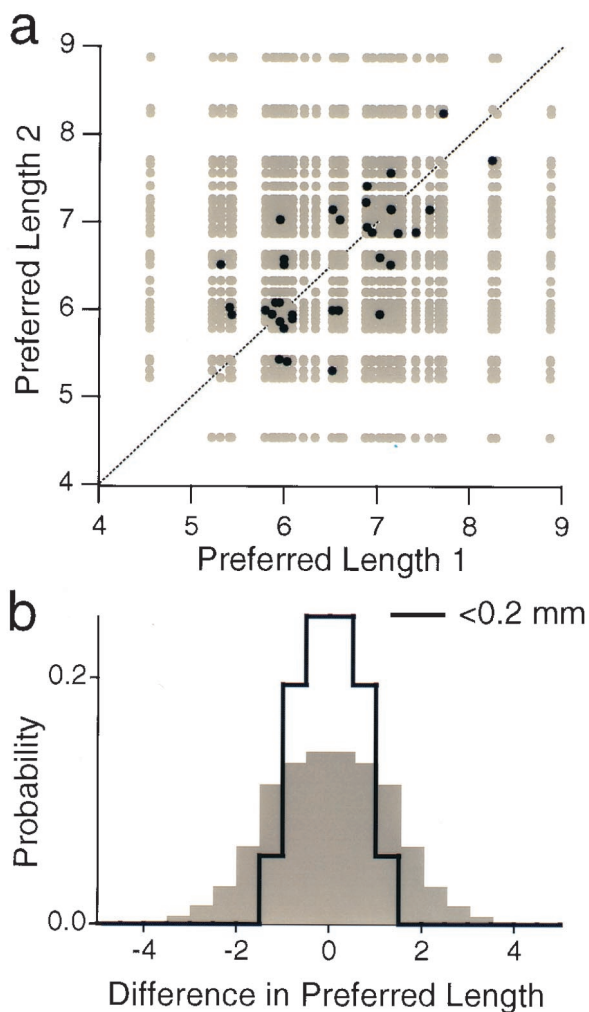 a
9
8
7
6
5
4
Preferred Length 2
4 5 6 7 8 9
Preferred Length 1
b
<0.2 mm
0.2
0.0
Probability
-4 -2 0 2 4
Difference in Preferred Length